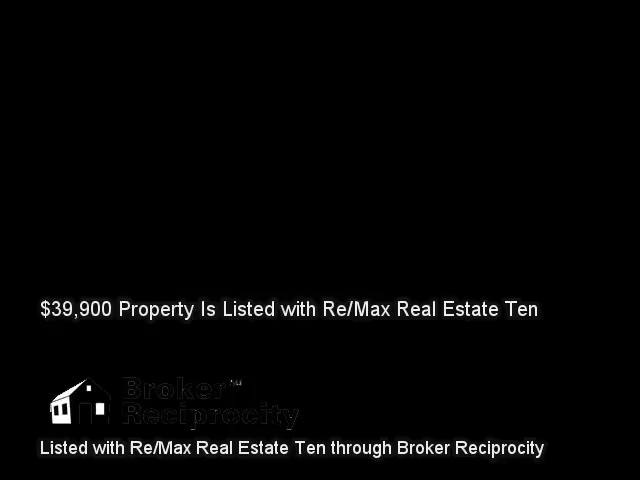 $39,900 Property Is Listed with Re/Max Real Estate Ten
Broker™
Reciprocity
Listed with Re/Max Real Estate Ten through Broker Reciprocity